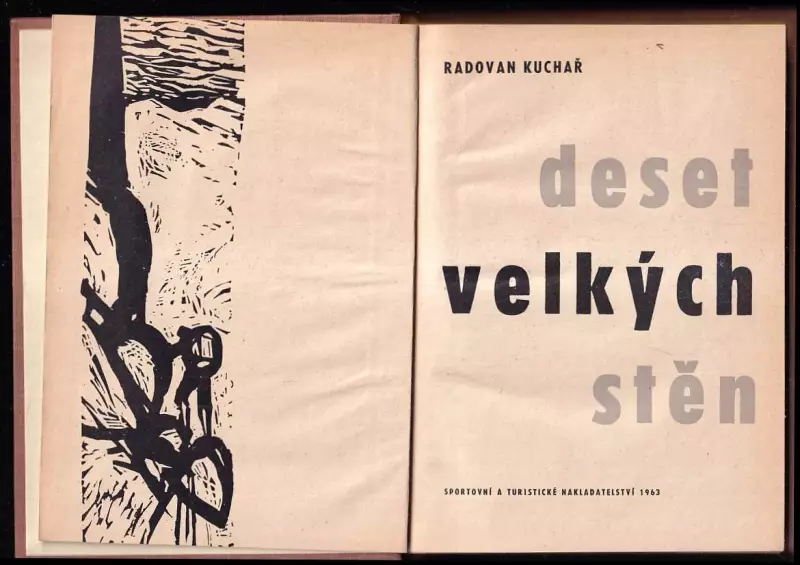 RADOVAN KUCHAŘ
deset
velkých
stěn
SPORTOVNÍ A TURISTICKÉ NAKLADATELSTVÍ 1963